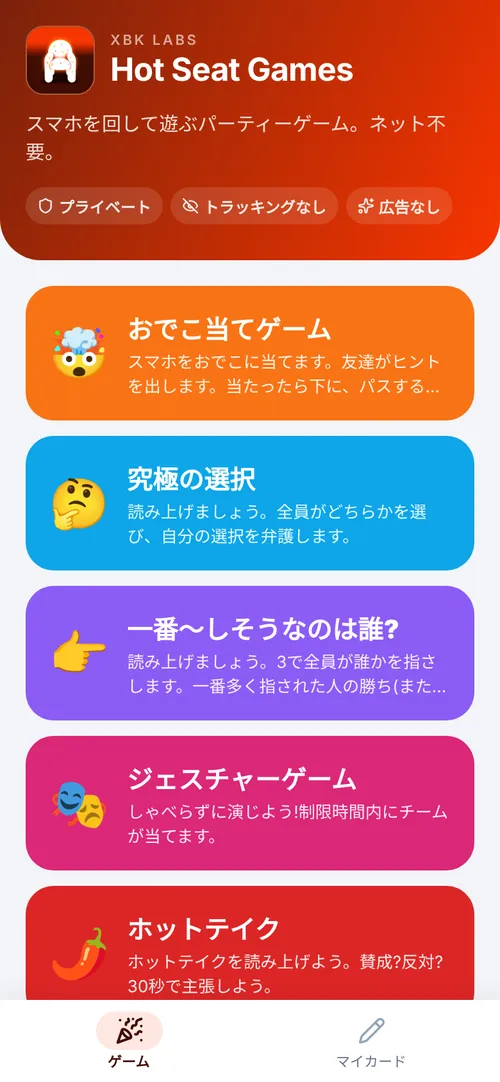 XBK LABS
Hot Seat Games
スマホを回して遊ぶパーティーゲーム。ネット不
要。
プライベート
トラッキングなし
広告なし
おでこ当てゲーム
スマホをおでこに当てます。友達がヒント
を出します。当たったら下に、パスする...
究極の選択
読み上げましょう。全員がどちらかを選
び、自分の選択を弁護します。
一番〜しそうなのは誰?
読み上げましょう。3で全員が誰かを指さ
します。一番多く指された人の勝ち(また...
ジェスチャーゲーム
しゃべらずに演じよう!制限時間内にチーム
が当てます。
ホットテイク
ホットテイクを読み上げよう。賛成?反対?
30秒で主張しよう。
ゲーム
マイカード